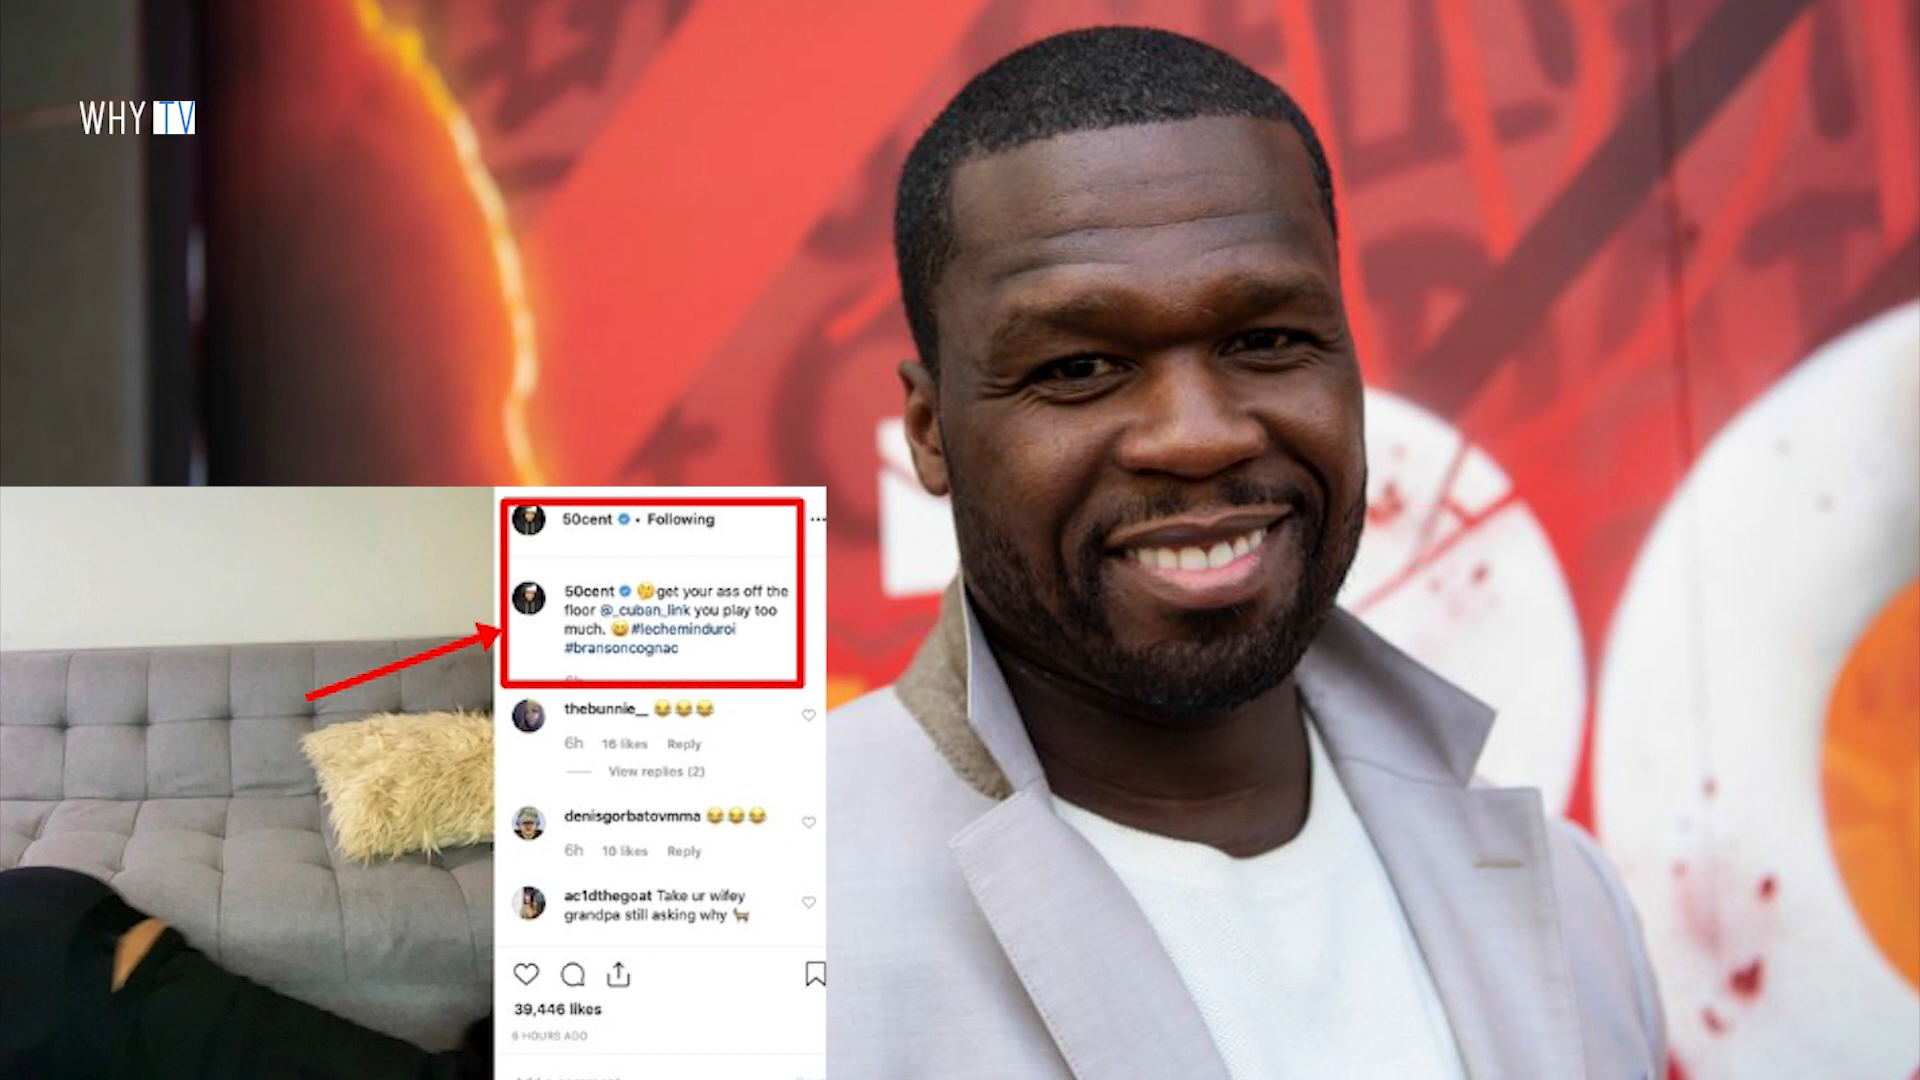 WHY TV
50cent • Following
50cent 🤔get your ass off the
floor @_cuban_link you play too
much. 😄#lecheminduroi
#bransoncognac
6h
thebunnie__ 😂😂😂
6h 16 likes Reply
View replies (2)
denisgorbatovmma 😂😂😂
6h 10 likes Reply
ac1dthegoat Take ur wifey
grandpa still asking why 🐐
39,446 likes
6 HOURS AGO